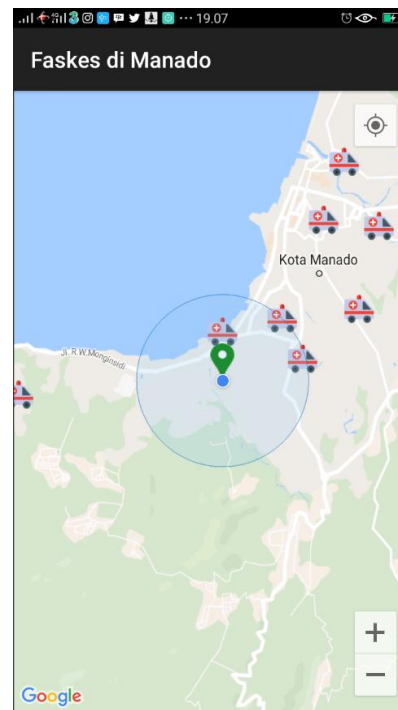 19.07
Faskes di Manado
Kota Manado
Jl. R.W.Monginsidi
Google